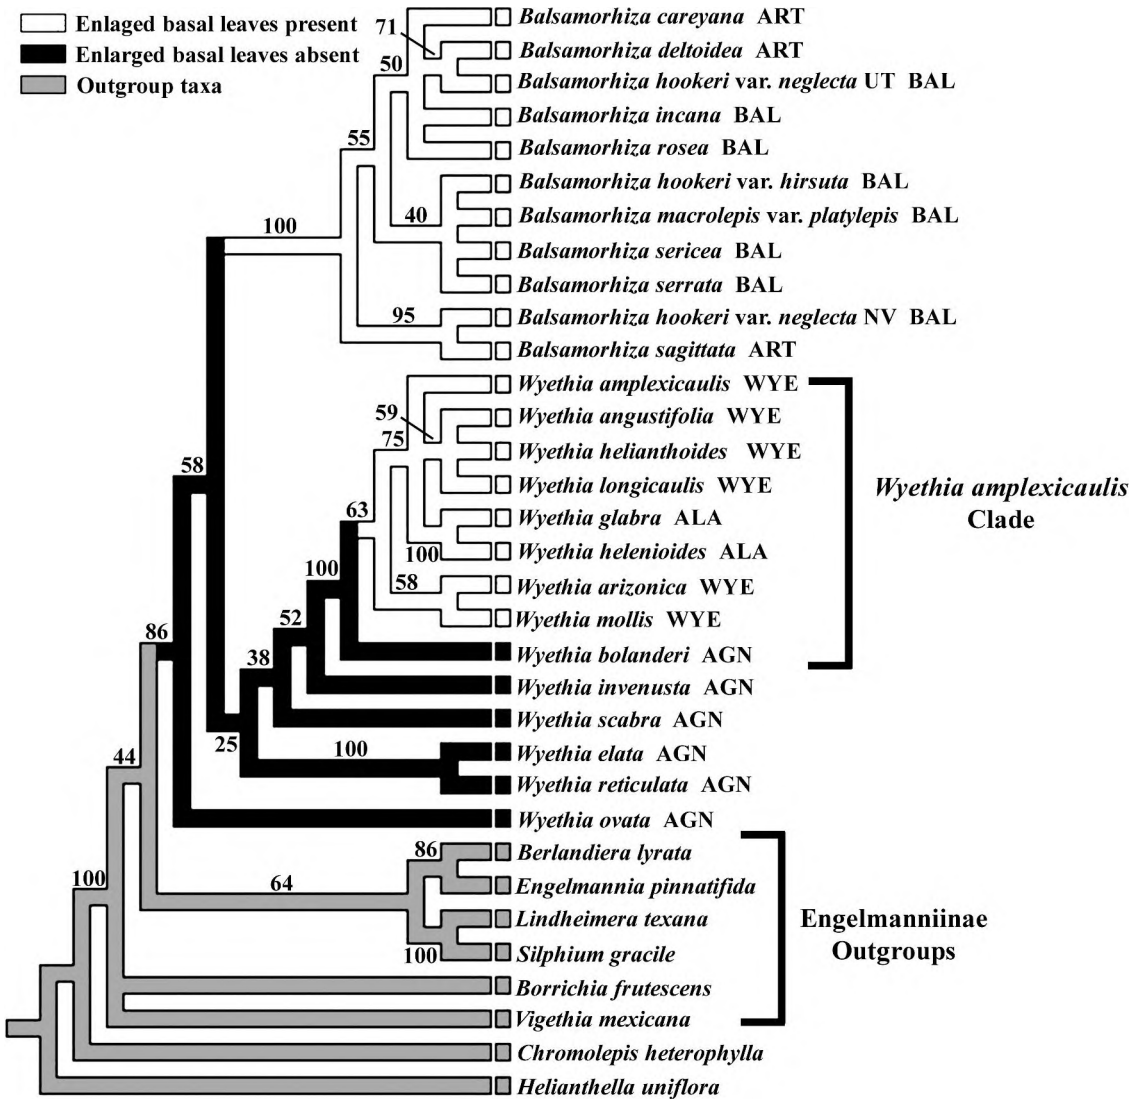 Enlaged basal leaves present
Enlarged basal leaves absent
Outgroup taxa
Balsamorhiza careyana ART
71
Balsamorhiza deltoidea ART
50
Balsamorhiza hookeri var. neglecta UT BAL
Balsamorhiza incana BAL
55
Balsamorhiza rosea BAL
Balsamorhiza hookeri var. hirsuta BAL
40
Balsamorhiza macrolepis var. platylepis BAL
100
Balsamorhiza sericea BAL
Balsamorhiza serrata BAL
95
Balsamorhiza hookeri var. neglecta NV BAL
Balsamorhiza sagittata ART
Wyethia amplexicaulis WYE
59
Wyethia angustifolia WYE
75
Wyethia helianthoides WYE
58
Wyethia longicaulis WYE
Wyethia amplexicaulis
Clade
63
Wyethia glabra ALA
100
Wyethia helenioides ALA
100
58
Wyethia arizonica WYE
52
Wyethia mollis WYE
86
38
Wyethia bolanderi AGN
Wyethia invenusta AGN
Wyethia scabra AGN
25
100
Wyethia elata AGN
44
Wyethia reticulata AGN
Wyethia ovata AGN
86
Berlandiera lyrata
100
64
Engelmannia pinnatifida
Lindheimera texana
Engelmanniinae
Outgroups
100
Silphium gracile
Borrichia frutescens
Vigethia mexicana
Chromolepis heterophylla
Helianthella uniflora